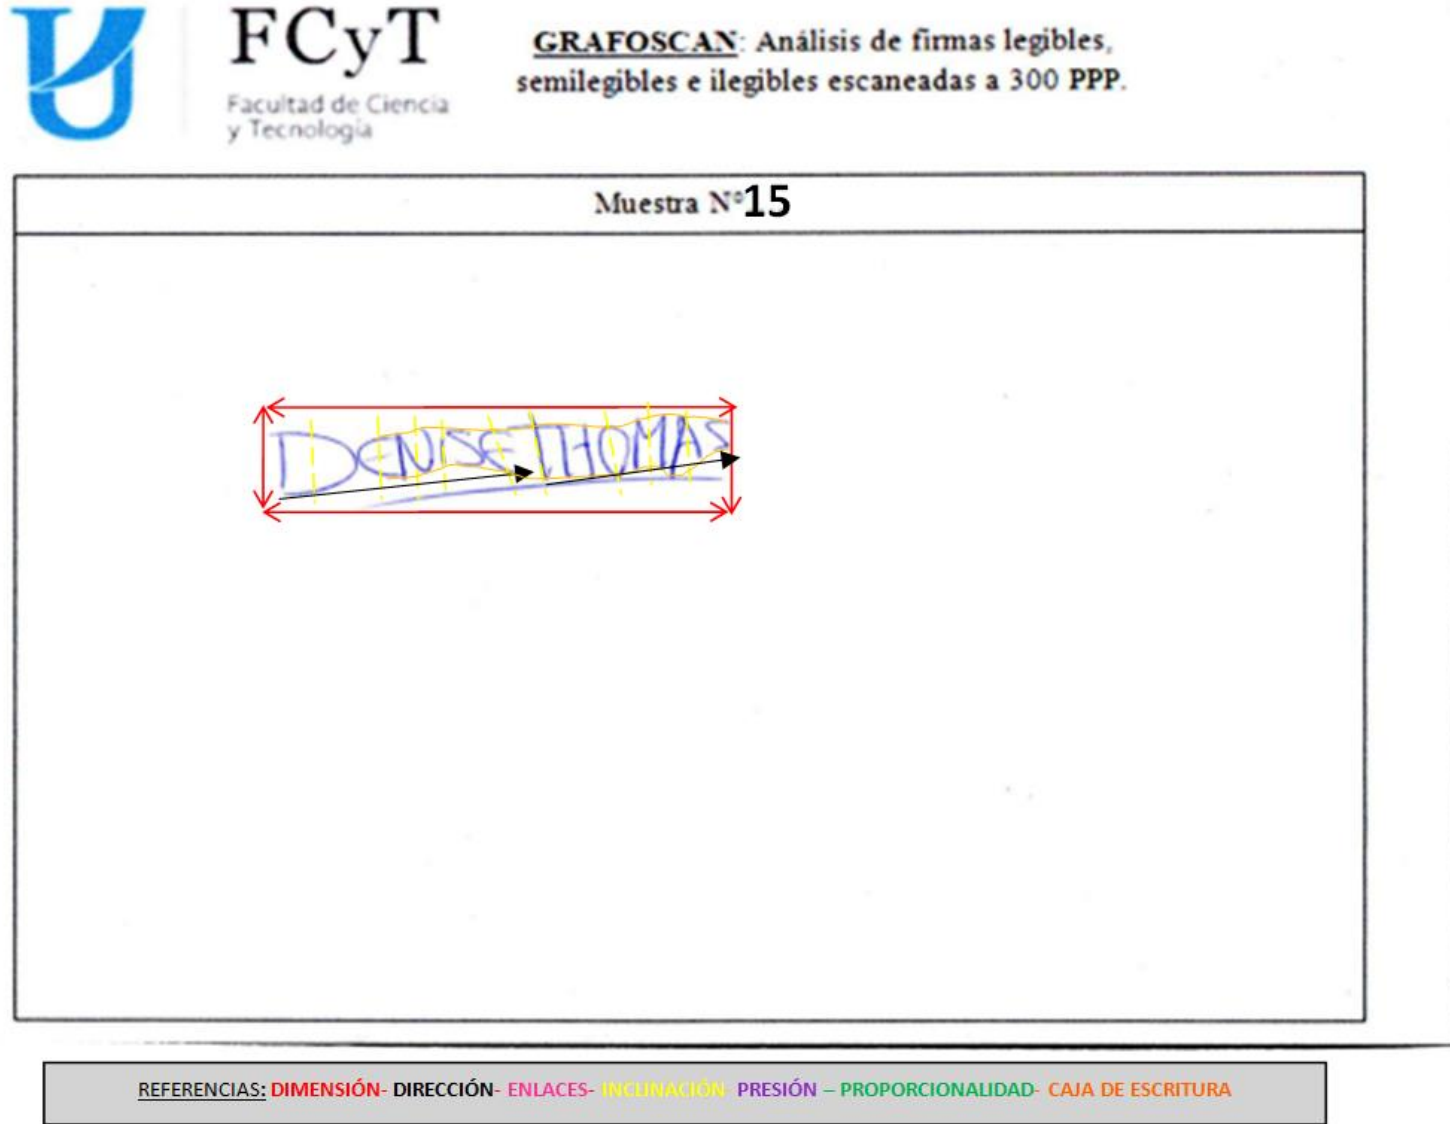 FCyT
Facultad de Ciencia
y Tecnología
GRAFOSCAN: Análisis de firmas legibles,
semilegibles e ilegibles escaneadas a 300 PPP.
Muestra N°15
DENISE THOMAS
REFERENCIAS: DIMENSIÓN- DIRECCIÓN- ENLACES- INCLINACIÓN- PRESIÓN – PROPORCIONALIDAD- CAJA DE ESCRITURA